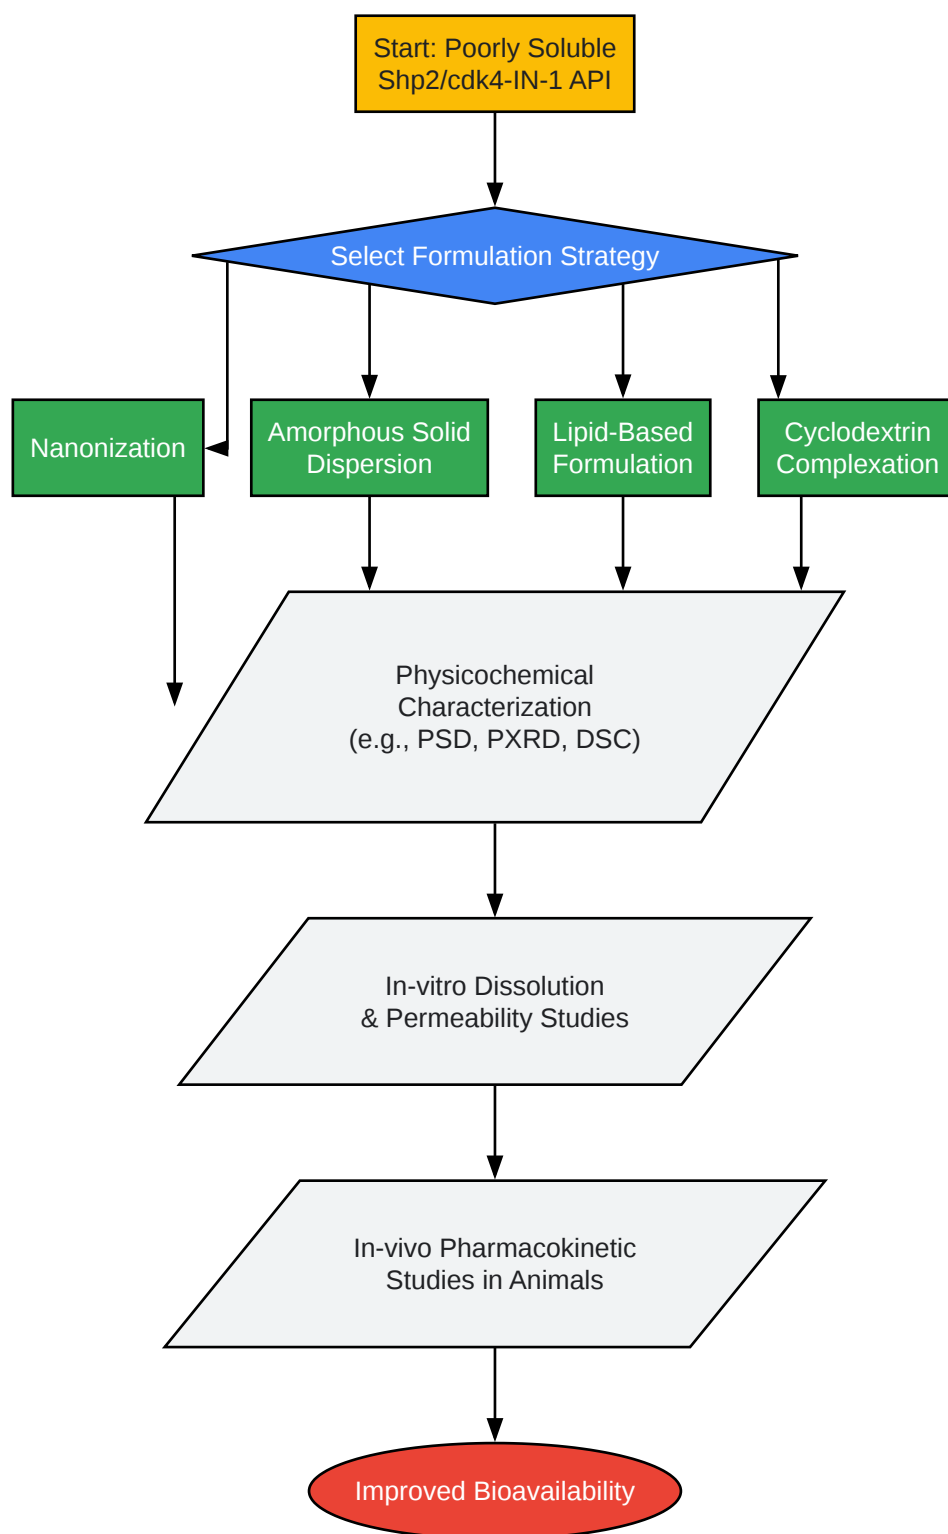 Start: Poorly Soluble
Shp2/cdk4-IN-1 API
Select Formulation Strategy
Nanonization
Amorphous Solid
Dispersion
Lipid-Based
Formulation
Cyclodextrin
Complexation
Physicochemical
Characterization
(e.g., PSD, PXRD, DSC)
In-vitro Dissolution
& Permeability Studies
In-vivo Pharmacokinetic
Studies in Animals
Improved Bioavailability